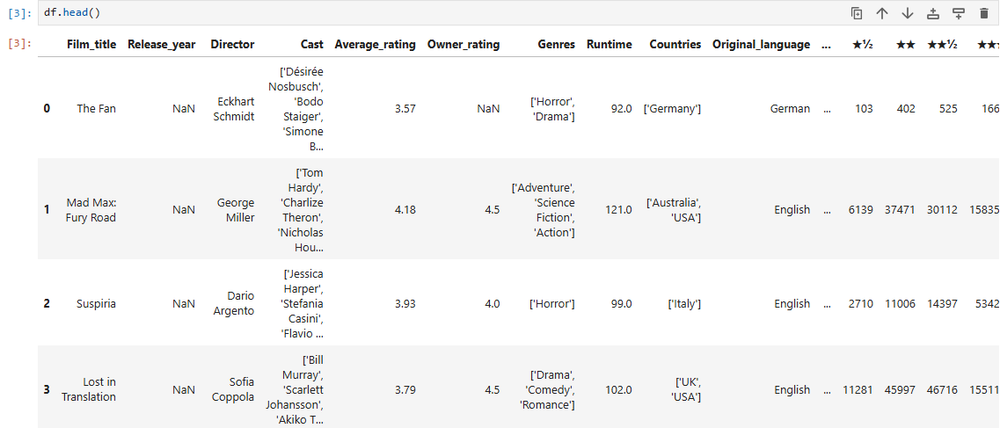 [3]: df.head()
[3]: Film_title Release_year Director Cast Average_rating Owner_rating Genres Runtime Countries Original_language ... ★½ ★★ ★★½
['Désirée
Nosbusch',
'Bodo
Staiger',
'Simone
B...
0 The Fan NaN Eckhart Schmidt 3.57 NaN ['Horror', 'Drama'] 92.0 ['Germany'] German ... 103 402 525 166
['Tom
Hardy',
'Charlize
Theron',
'Nicholas
Hou...
1 Mad Max: Fury Road NaN George Miller 4.18 4.5 ['Adventure', 'Science Fiction', 'Action'] 121.0 ['Australia', 'USA'] English ... 6139 37471 30112 15835
['Jessica
Harper',
'Stefania
Casini',
'Flavio ...
2 Suspiria NaN Dario Argento 3.93 4.0 ['Horror'] 99.0 ['Italy'] English ... 2710 11006 14397 5342
['Bill
Murray',
'Scarlett
Johansson',
'Akiko T...
3 Lost in Translation NaN Sofia Coppola 3.79 4.5 ['Drama', 'Comedy', 'Romance'] 102.0 ['UK', 'USA'] English ... 11281 45997 46716 15511